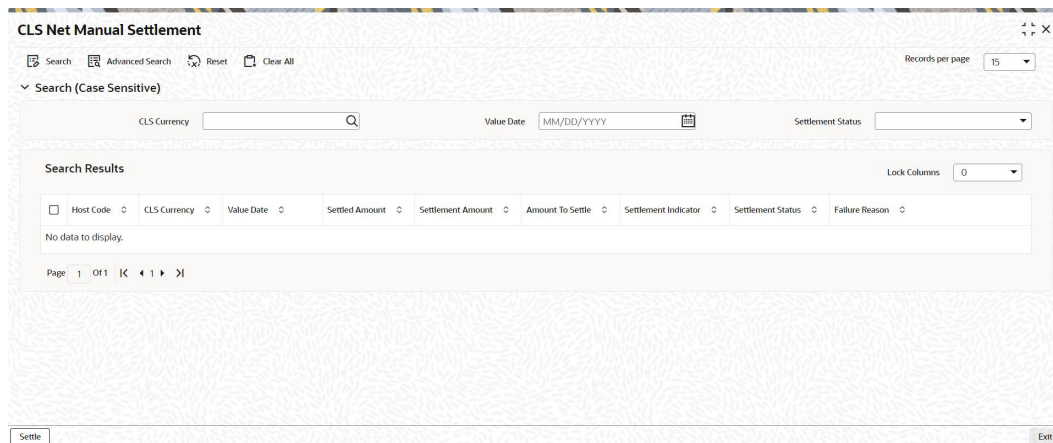 CLS Net Manual Settlement
Search Advanced Search Reset Clear All Records per page 15
Search (Case Sensitive)
CLS Currency Value Date MM/DD/YYYY Settlement Status
Search Results Lock Columns 0
Host Code CLS Currency Value Date Settled Amount Settlement Amount Amount To Settle Settlement Indicator Settlement Status Failure Reason
No data to display.
Page 1 Of 1 1
Settle Exit